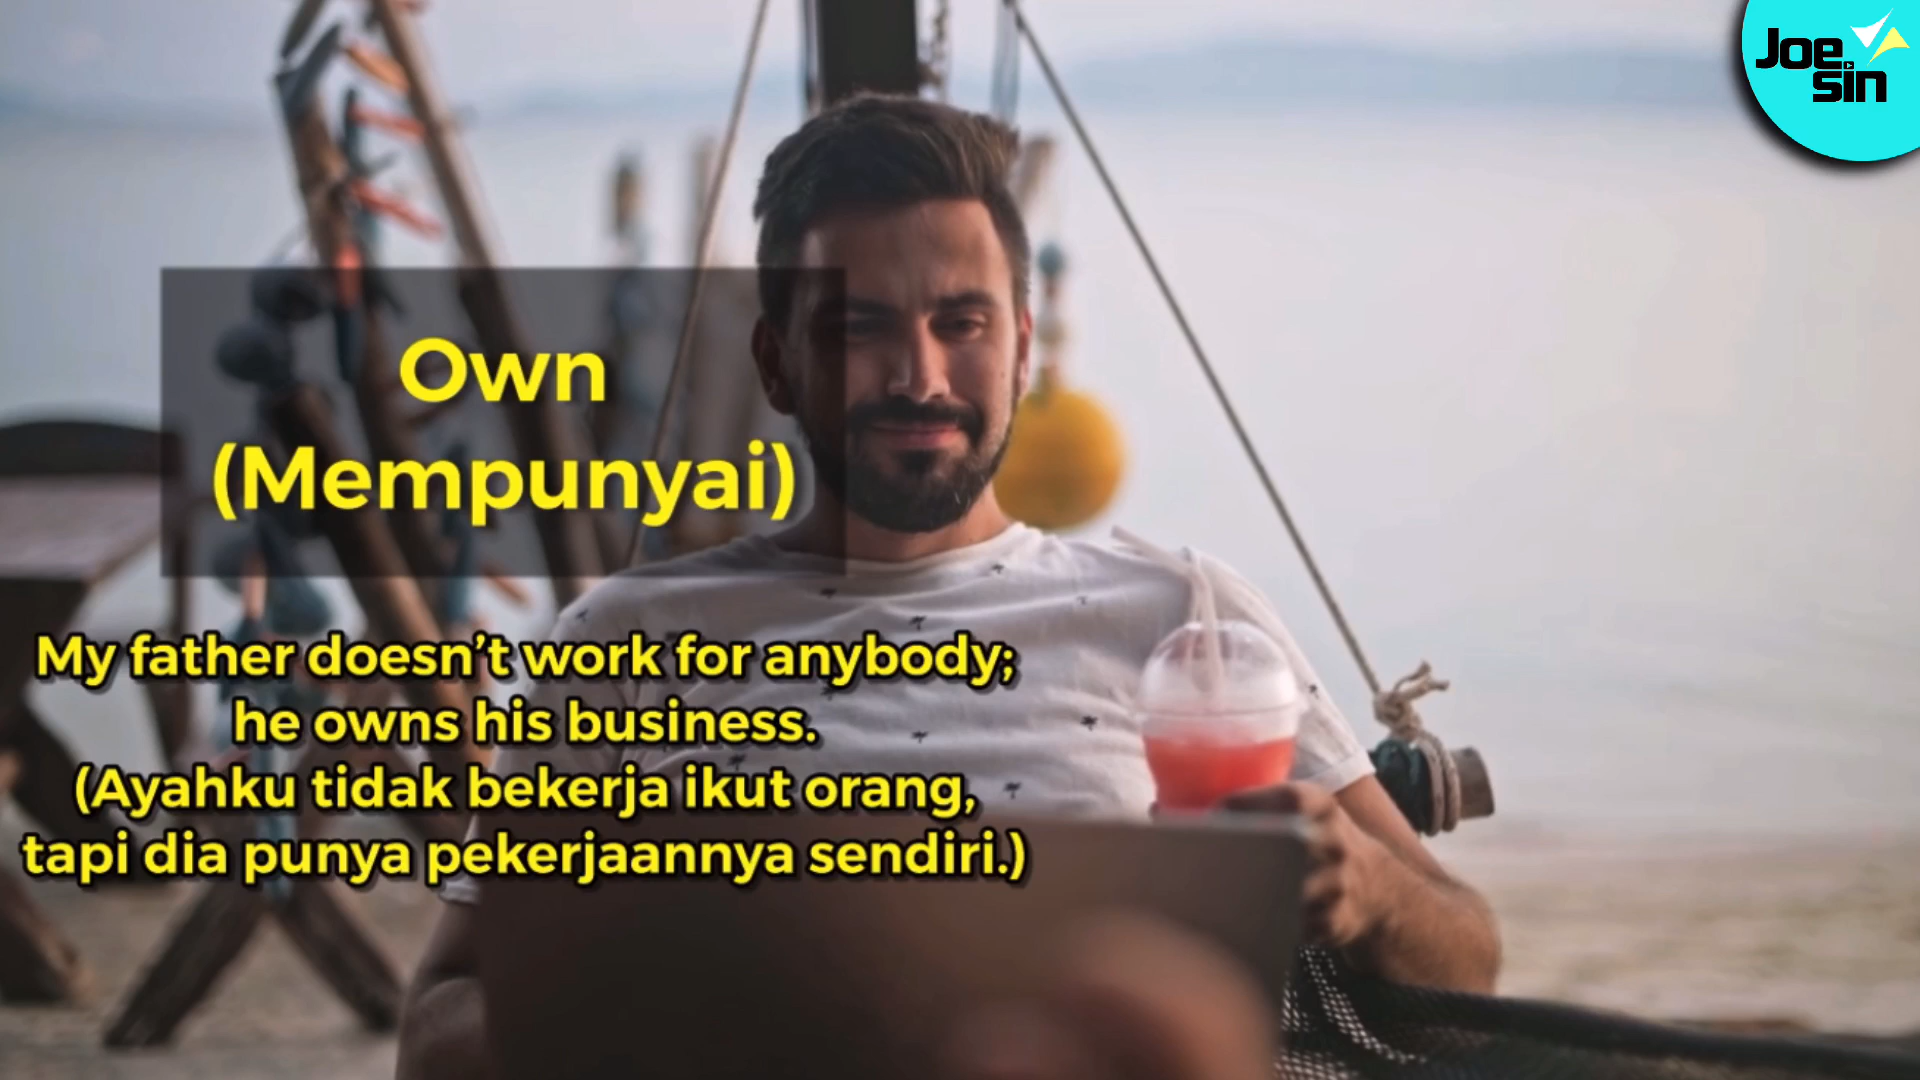 Joe
sin
Own
(Mempunyai)
My father doesn’t work for anybody;
he owns his business.
(Ayahku tidak bekerja ikut orang,
tapi dia punya pekerjaannya sendiri.)